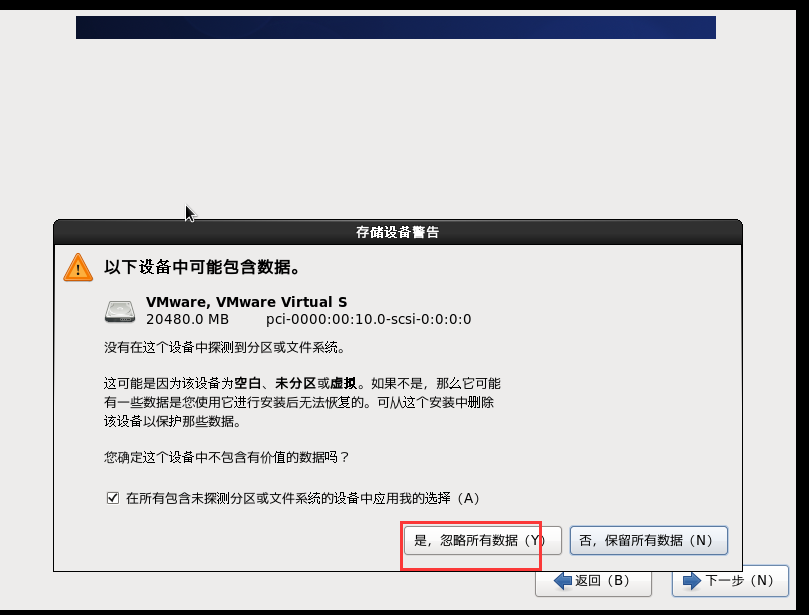 存储设备警告
以下设备中可能包含数据。
VMware, VMware Virtual S
20480.0 MB pci-0000:00:10.0-scsi-0:0:0:0
没有在这个设备中探测到分区或文件系统。
这可能是因为该设备为空白、未分区或虚拟。如果不是，那么它可能
有一些数据是您使用它进行安装后无法恢复的。可从这个安装中删除
该设备以保护那些数据。
您确定这个设备中不包含有价值的数据吗？
在所有包含未探测分区或文件系统的设备中应用我的选择（A）
是，忽略所有数据（Y） 否，保留所有数据（N）
返回（B） 下一步（N）